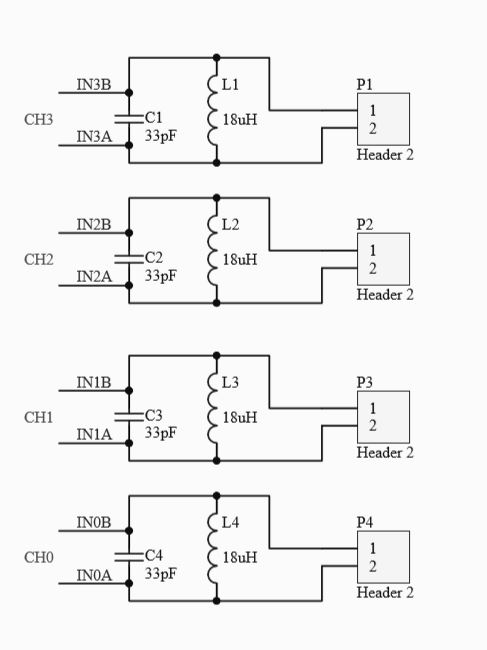 P1
IN3B
L1
1
CH3
C1
18uH
2
IN3A
33pF
Header 2
P2
IN2B
L2
1
CH2
C2
18uH
2
IN2A
33pF
Header 2
P3
IN1B
L3
1
CH1
C3
18uH
2
IN1A
33pF
Header 2
P4
IN0B
L4
1
CH0
C4
18uH
2
IN0A
33pF
Header 2